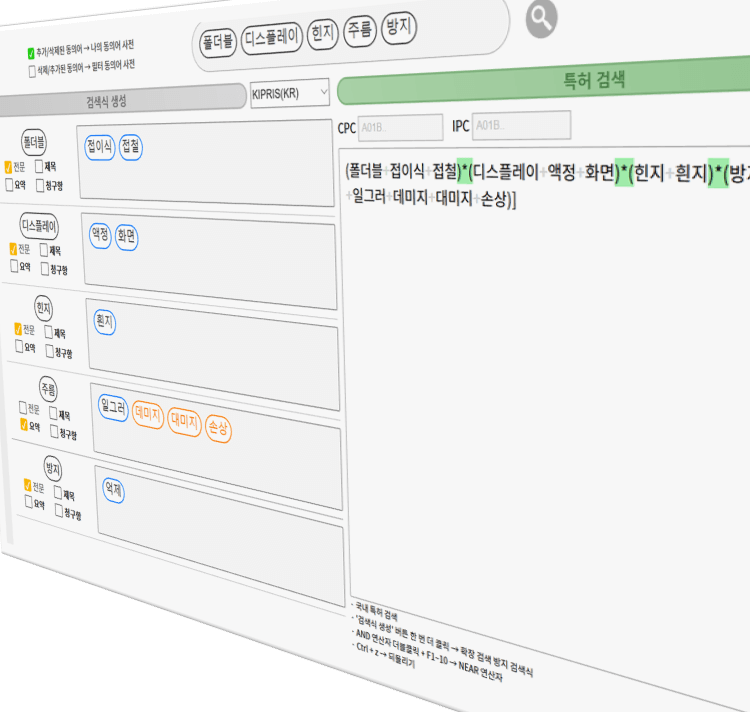 추가/삭제된 동의어 → 나의 동의어 사전
삭제/추가된 동의어 → 필터 동의어 사전
폴더블 디스플레이 힌지 주름 방지
검색식 생성
KIPRIS(KR)
특허 검색
CPC A01B..
IPC A01B..
폴더블
전문 제목
요약 청구항
접이식 접철
디스플레이
전문 제목
요약 청구항
액정 화면
힌지
전문 제목
요약 청구항
흰지
주름
전문 제목
요약 청구항
일그러 데미지 대미지 손상
방지
전문 제목
요약 청구항
억제
(폴더블+접이식+접철)*(디스플레이+액정+화면)*(힌지+흰지)*(방
+일그러+데미지+대미지+손상)]
- 국내 특허 검색
- '검색식 생성' 버튼 한 번 더 클릭 → 확장 검색 방지 검색식
- AND 연산자 더블클릭 + F1~10 → NEAR 연산자
- Ctrl + z → 되돌리기